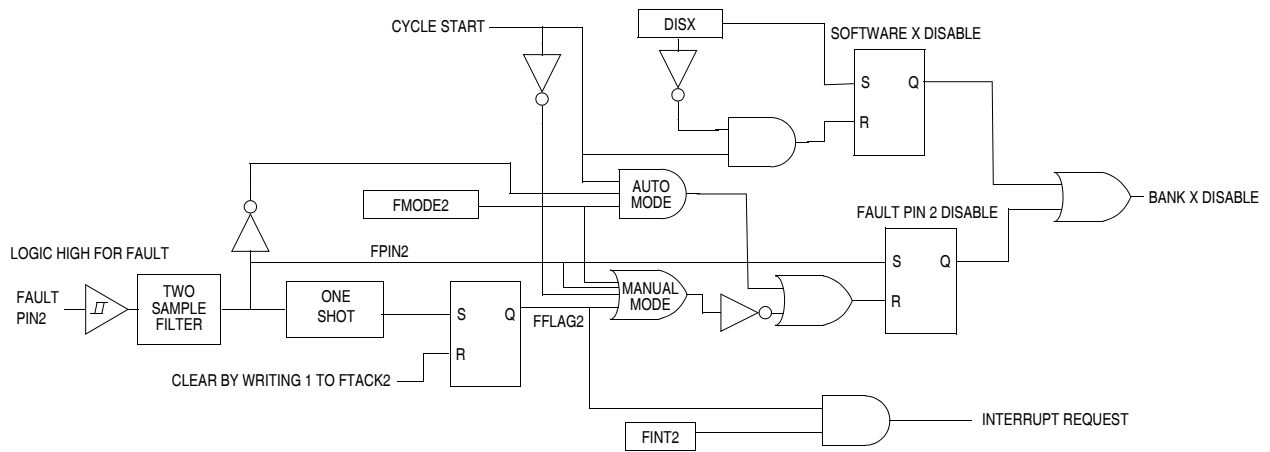 CYCLE START
DISX
SOFTWARE X DISABLE
S
Q
R
AUTO
MODE
FMODE2
BANK X DISABLE
FAULT PIN 2 DISABLE
LOGIC HIGH FOR FAULT
FPIN2
S
Q
R
FAULT
PIN2
TWO
SAMPLE
FILTER
ONE
SHOT
MANUAL
MODE
S
Q
FFLAG2
R
CLEAR BY WRITING 1 TO FTACK2
INTERRUPT REQUEST
FINT2